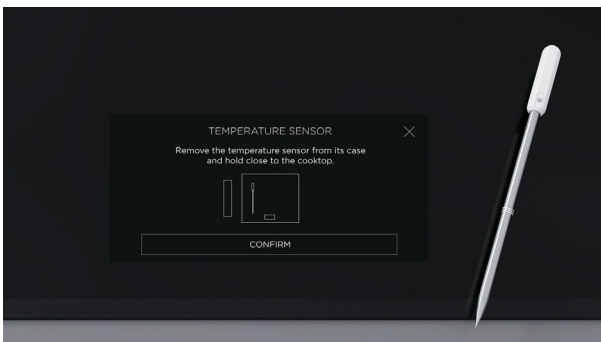 TEMPERATURE SENSOR
Remove the temperature sensor from its case
and hold close to the cooktop.
CONFIRM